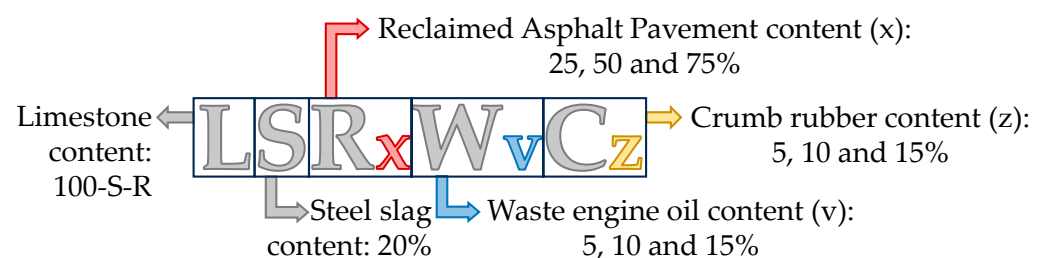 Reclaimed Asphalt Pavement content (x):
25, 50 and 75%
Limestone
content:
100-S-R
LSRxWvCz
Crumb rubber content (z):
5, 10 and 15%
Steel slag
content: 20%
Waste engine oil content (v):
5, 10 and 15%